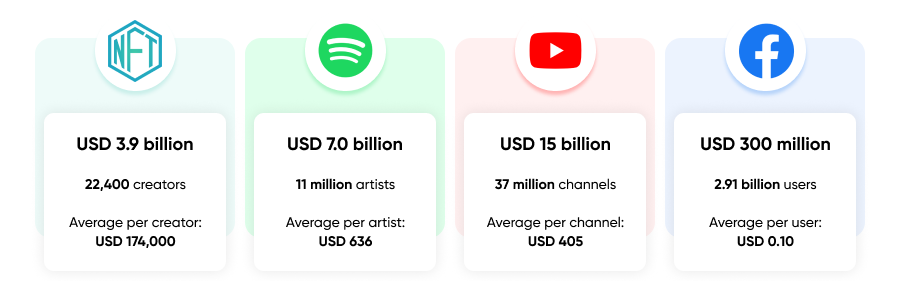 NFT
USD 3.9 billion
22,400 creators
Average per creator:
USD 174,000
USD 7.0 billion
11 million artists
Average per artist:
USD 636
USD 15 billion
37 million channels
Average per channel:
USD 405
USD 300 million
2.91 billion users
Average per user:
USD 0.10